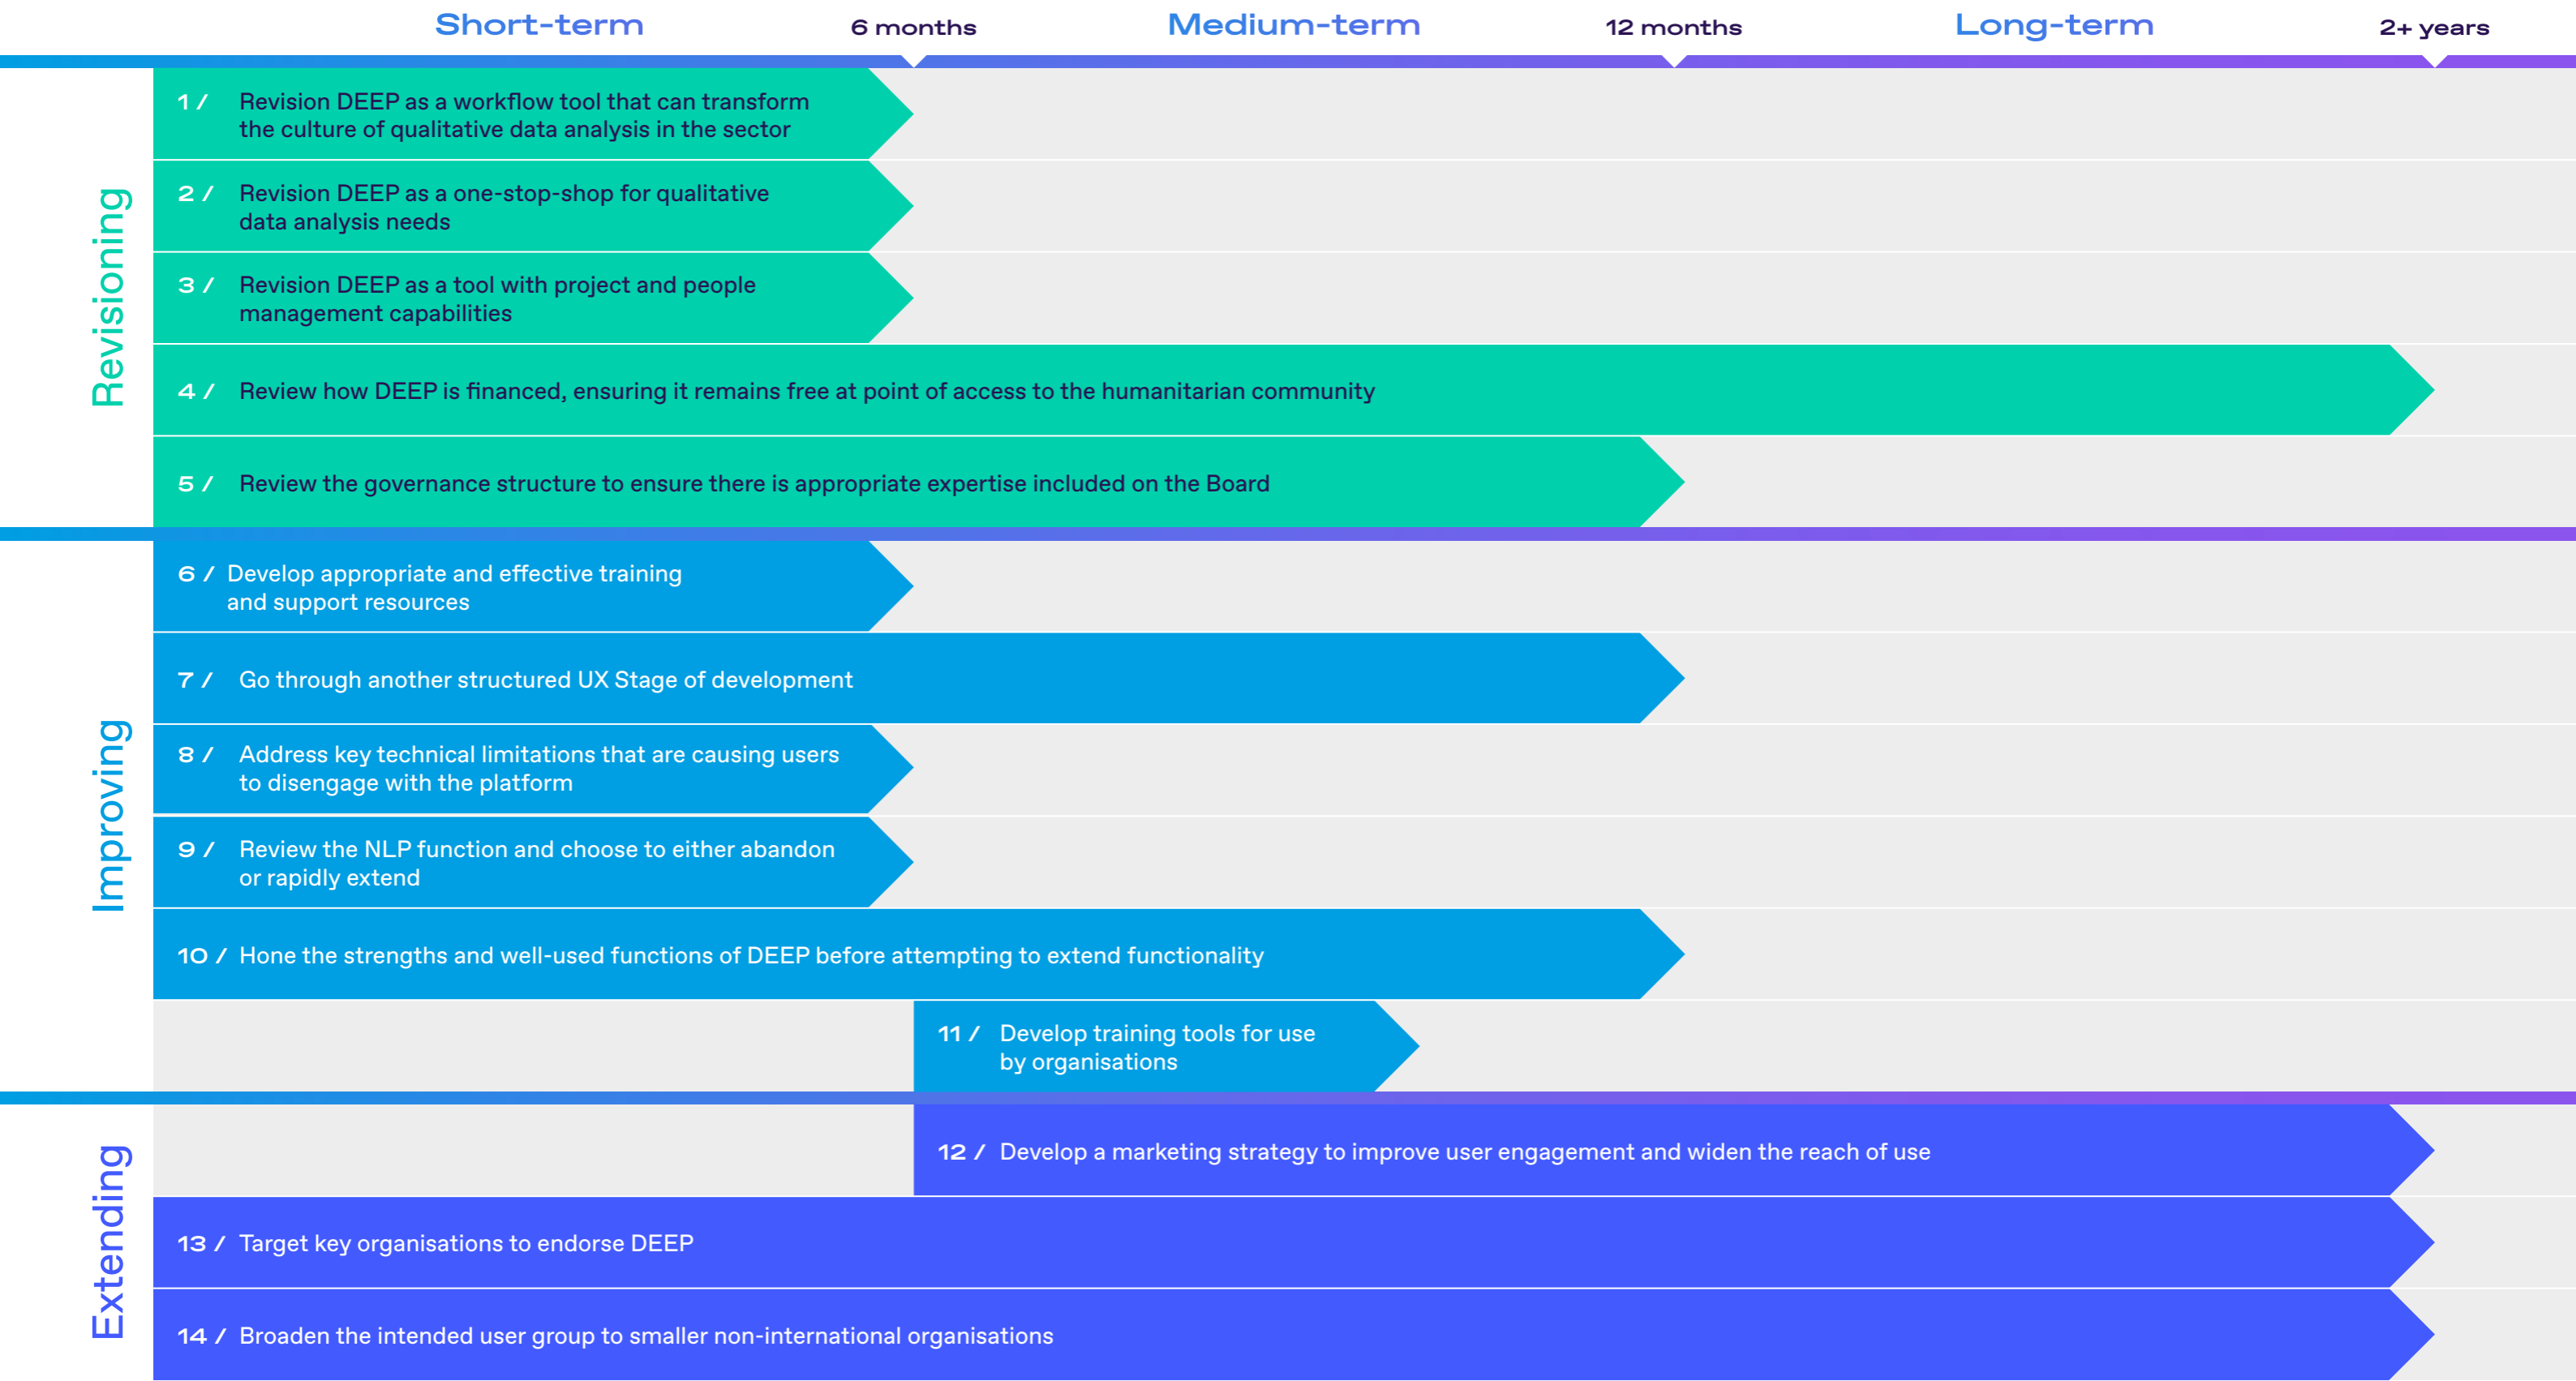 Short-term
6 months
Medium-term
12 months
Long-term
2+ years
Revisioning
1 / Revision DEEP as a workflow tool that can transform
the culture of qualitative data analysis in the sector
2 / Revision DEEP as a one-stop-shop for qualitative
data analysis needs
3 / Revision DEEP as a tool with project and people
management capabilities
4 / Review how DEEP is financed, ensuring it remains free at point of access to the humanitarian community
5 / Review the governance structure to ensure there is appropriate expertise included on the Board
Improving
6 / Develop appropriate and effective training
and support resources
7 / Go through another structured UX Stage of development
8 / Address key technical limitations that are causing users
to disengage with the platform
9 / Review the NLP function and choose to either abandon
or rapidly extend
10 / Hone the strengths and well-used functions of DEEP before attempting to extend functionality
11 / Develop training tools for use
by organisations
Extending
12 / Develop a marketing strategy to improve user engagement and widen the reach of use
13 / Target key organisations to endorse DEEP
14 / Broaden the intended user group to smaller non-international organisations